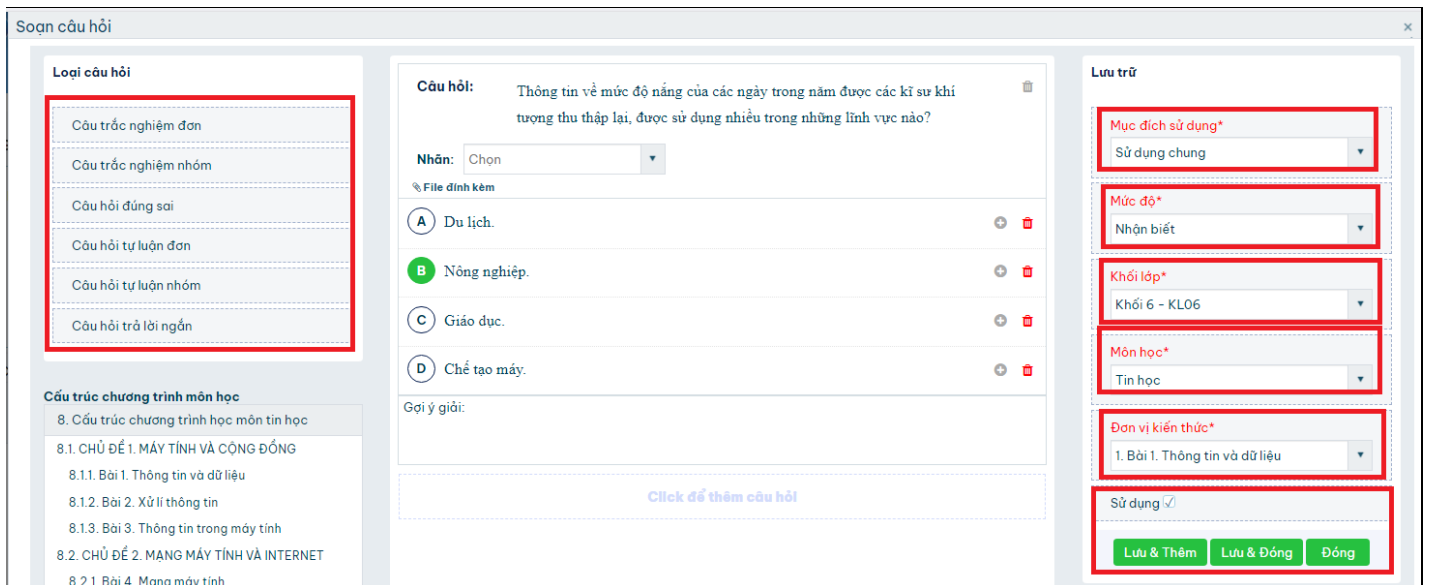 Soạn câu hỏi
×
Loại câu hỏi
Câu trắc nghiệm đơn
Câu trắc nghiệm nhóm
Câu hỏi đúng sai
Câu hỏi tự luận đơn
Câu hỏi tự luận nhóm
Câu hỏi trả lời ngắn
Cấu trúc chương trình môn học
8. Cấu trúc chương trình học môn tin học
8.1. CHỦ ĐỀ 1. MÁY TÍNH VÀ CỘNG ĐỒNG
8.1.1. Bài 1. Thông tin và dữ liệu
8.1.2. Bài 2. Xử lí thông tin
8.1.3. Bài 3. Thông tin trong máy tính
8.2. CHỦ ĐỀ 2. MẠNG MÁY TÍNH VÀ INTERNET
8.2.1. Bài 4. Mạng máy tính
Câu hỏi:
Thông tin về mức độ nắng của các ngày trong năm được các kĩ sư khí
tượng thu thập lại, được sử dụng nhiều trong những lĩnh vực nào?
Nhãn: Chọn
File đính kèm
A Du lịch.
B Nông nghiệp.
C Giáo dục.
D Chế tạo máy.
Gợi ý giải:
Click để thêm câu hỏi
Lưu trữ
Mục đích sử dụng*
Sử dụng chung
Mức độ*
Nhận biết
Khối lớp*
Khối 6 - KL06
Môn học*
Tin học
Đơn vị kiến thức*
1. Bài 1. Thông tin và dữ liệu
Sử dụng
Lưu & Thêm Lưu & Đóng Đóng